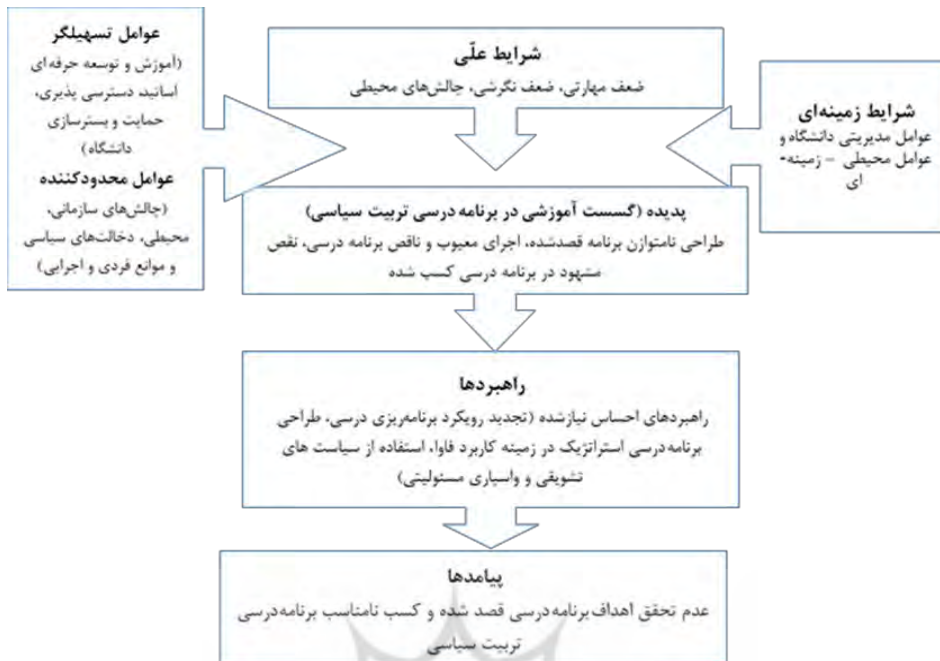 شرایط علّی
ضعف مهارتی، ضعف نگرشی، چالش‌های محیطی
عوامل تسهیلگر
(آموزش و توسعه حرفه ای
اساتید، دسترسی پذیری،
حمایت و بسترسازی
دانشگاه)
عوامل محدودکننده
(چالش‌های سازمانی،
محیطی، دخالت‌های سیاسی
و موانع فردی و اجرایی)
شرایط زمینه‌ای
عوامل مدیریتی دانشگاه و
عوامل محیطی – زمینه-
ای
پدیده (گسست آموزشی در برنامه درسی تربیت سیاسی)
طراحی نامتوازن برنامه قصدشده، اجرای معیوب و ناقص برنامه درسی، نقص
مشهود در برنامه درسی کسب شده
راهبردها
راهبردهای احساس نیازشده (تجدید رویکرد برنامه‌ریزی درسی، طراحی
برنامه درسی استراتژیک در زمینه کاربرد فاوا، استفاده از سیاست های
تشویقی و واسپاری مسئولیتی)
پیامدها
عدم تحقق اهداف برنامه درسی قصد شده و کسب نامناسب برنامه درسی
تربیت سیاسی